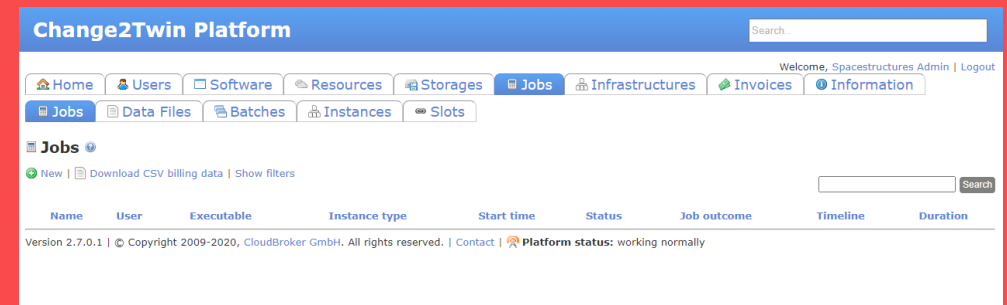 Change2Twin Platform
Search..
Welcome, Spacestructures Admin | Logout
Home Users Software Resources Storages Jobs Infrastructures Invoices Information
Jobs Data Files Batches Instances Slots
Jobs
New | Download CSV billing data | Show filters
Search
Name User Executable Instance type Start time Status Job outcome Timeline Duration
Version 2.7.0.1 | © Copyright 2009-2020, CloudBroker GmbH. All rights reserved. | Contact | Platform status: working normally